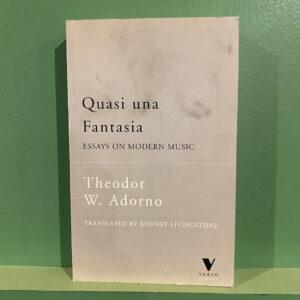 Quasi una
Fantasia
ESSAYS ON MODERN MUSIC
Theodor
W. Adorno
TRANSLATED BY RODNEY LIVINGSTONE
V
VERSO